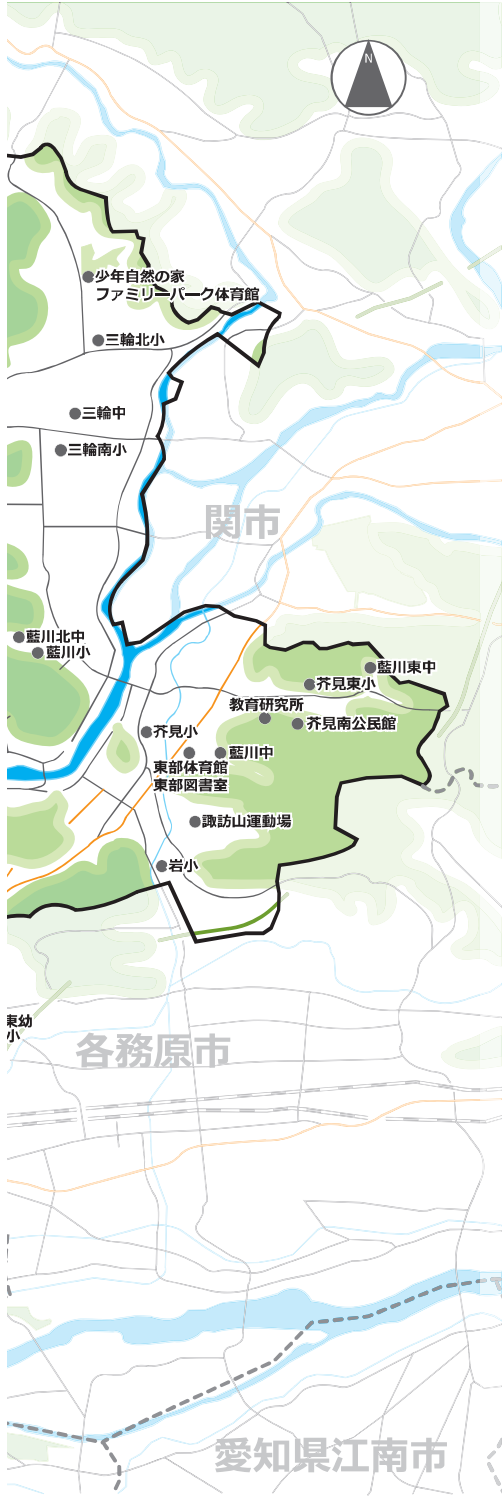 N
少年自然の家
ファミリーパーク体育館
三輪北小
三輪中
三輪南小
関市
藍川北中
藍川小
藍川東中
芥見東小
教育研究所
芥見南公民館
芥見小
藍川中
東部体育館
東部図書室
諏訪山運動場
岩小
東幼
小
各務原市
愛知県江南市